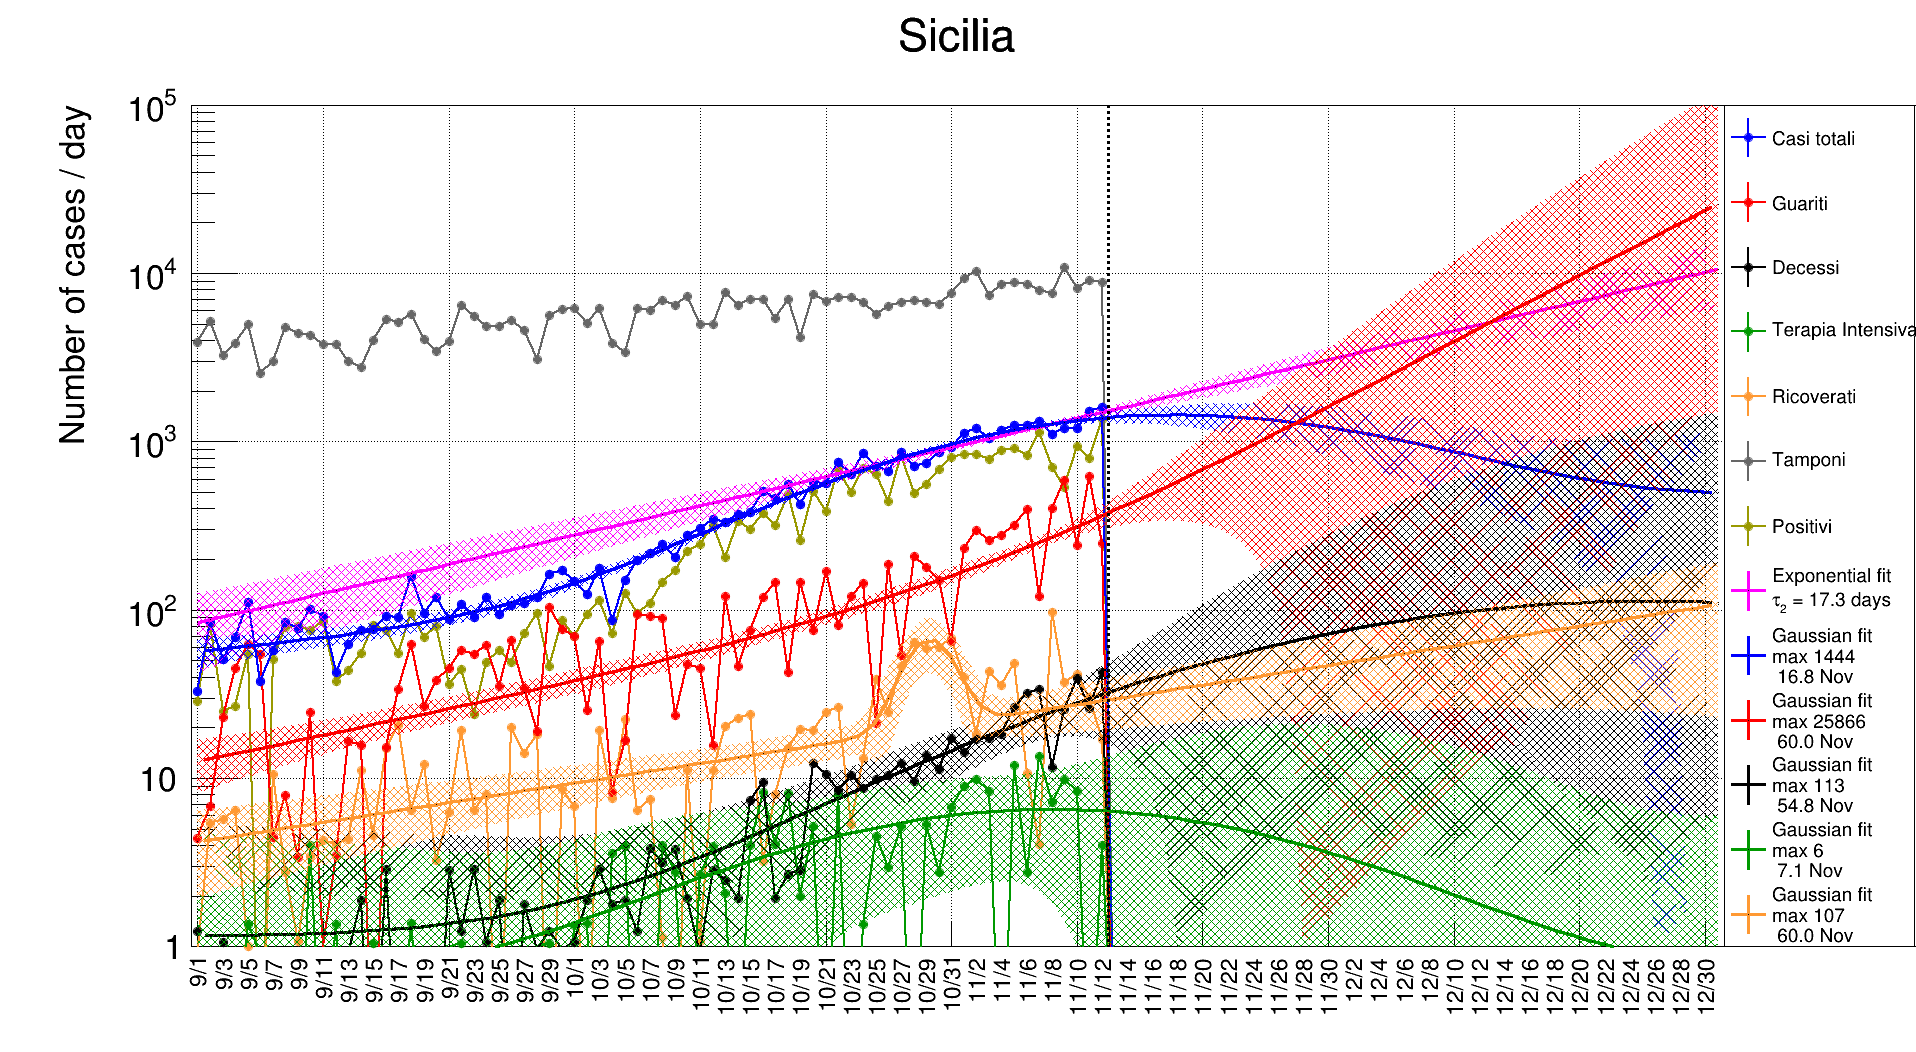 Sicilia
Number of cases / day
10^5
10^4
10^3
10^2
10
1
9/1
9/3
9/5
9/7
9/9
9/11
9/13
9/15
9/17
9/19
9/21
9/23
9/25
9/27
9/29
10/1
10/3
10/5
10/7
10/9
10/11
10/13
10/15
10/17
10/19
10/21
10/23
10/25
10/27
10/29
10/31
11/2
11/4
11/6
11/8
11/10
11/12
11/14
11/16
11/18
11/20
11/22
11/24
11/26
11/28
11/30
12/2
12/4
12/6
12/8
12/10
12/12
12/14
12/16
12/18
12/20
12/22
12/24
12/26
12/28
12/30
Casi totali
Guariti
Decessi
Terapia Intensiva
Ricoverati
Tamponi
Positivi
Exponential fit
τ2 = 17.3 days
Gaussian fit
max 1444
16.8 Nov
Gaussian fit
max 25866
60.0 Nov
Gaussian fit
max 113
54.8 Nov
Gaussian fit
max 6
7.1 Nov
Gaussian fit
max 107
60.0 Nov